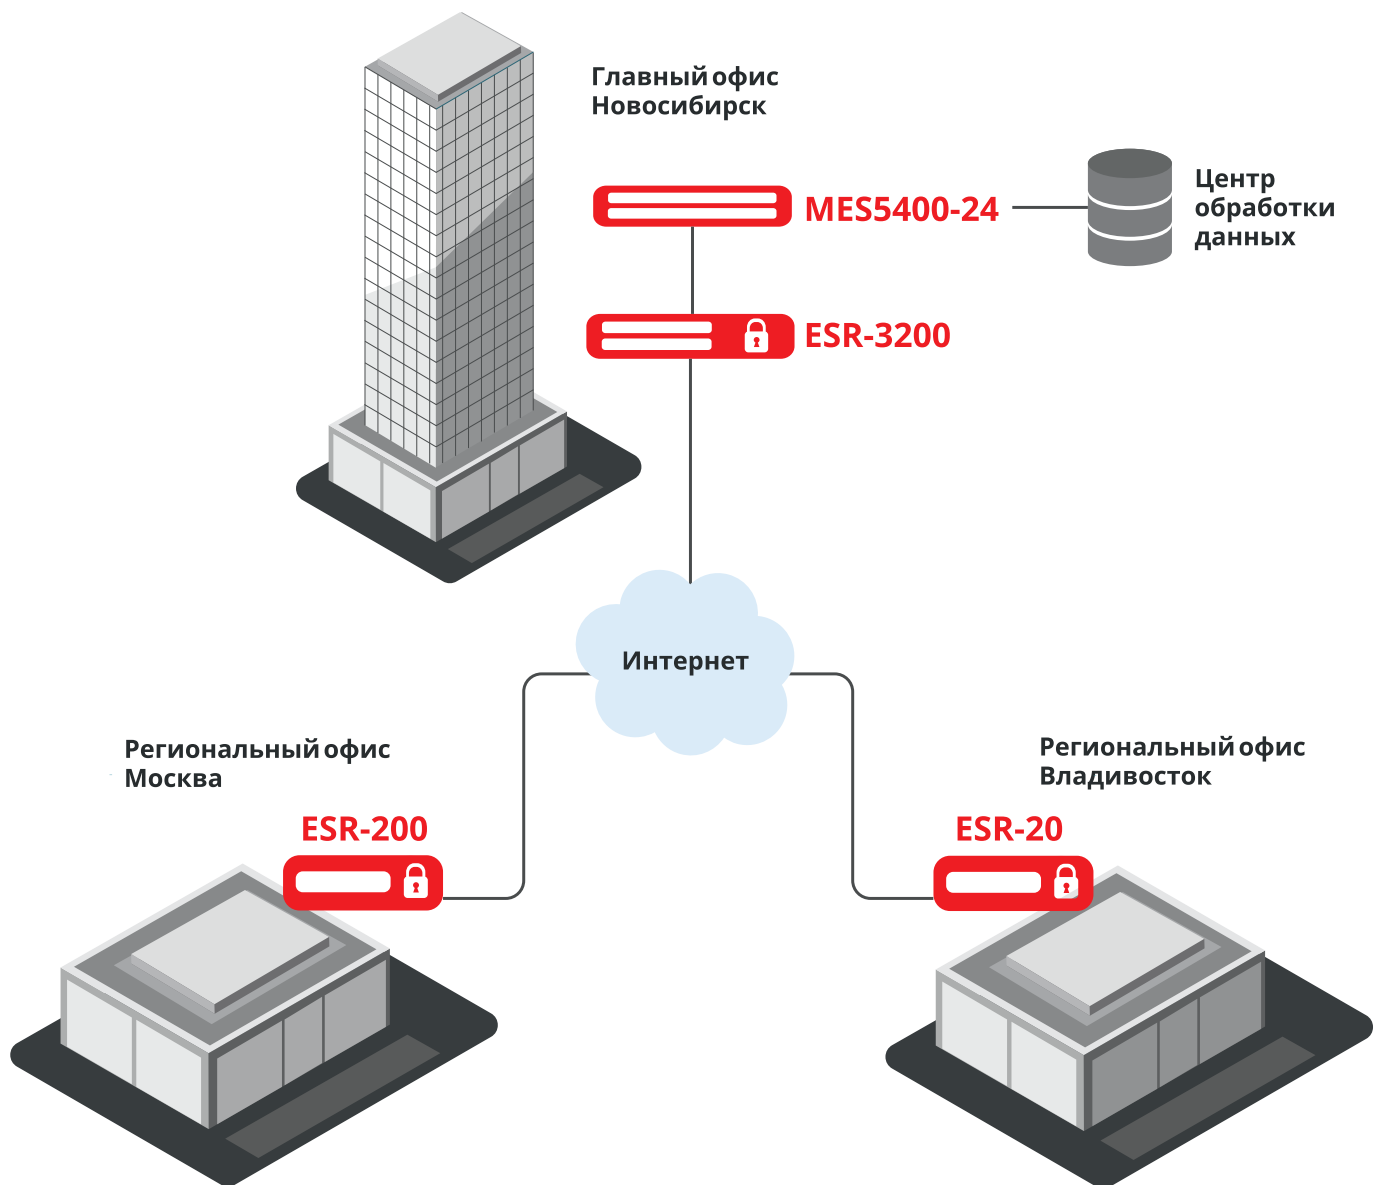 Главный офис
Новосибирск
MES5400-24
Центр
обработки
данных
ESR-3200
Интернет
Региональный офис
Москва
ESR-200
Региональный офис
Владивосток
ESR-20